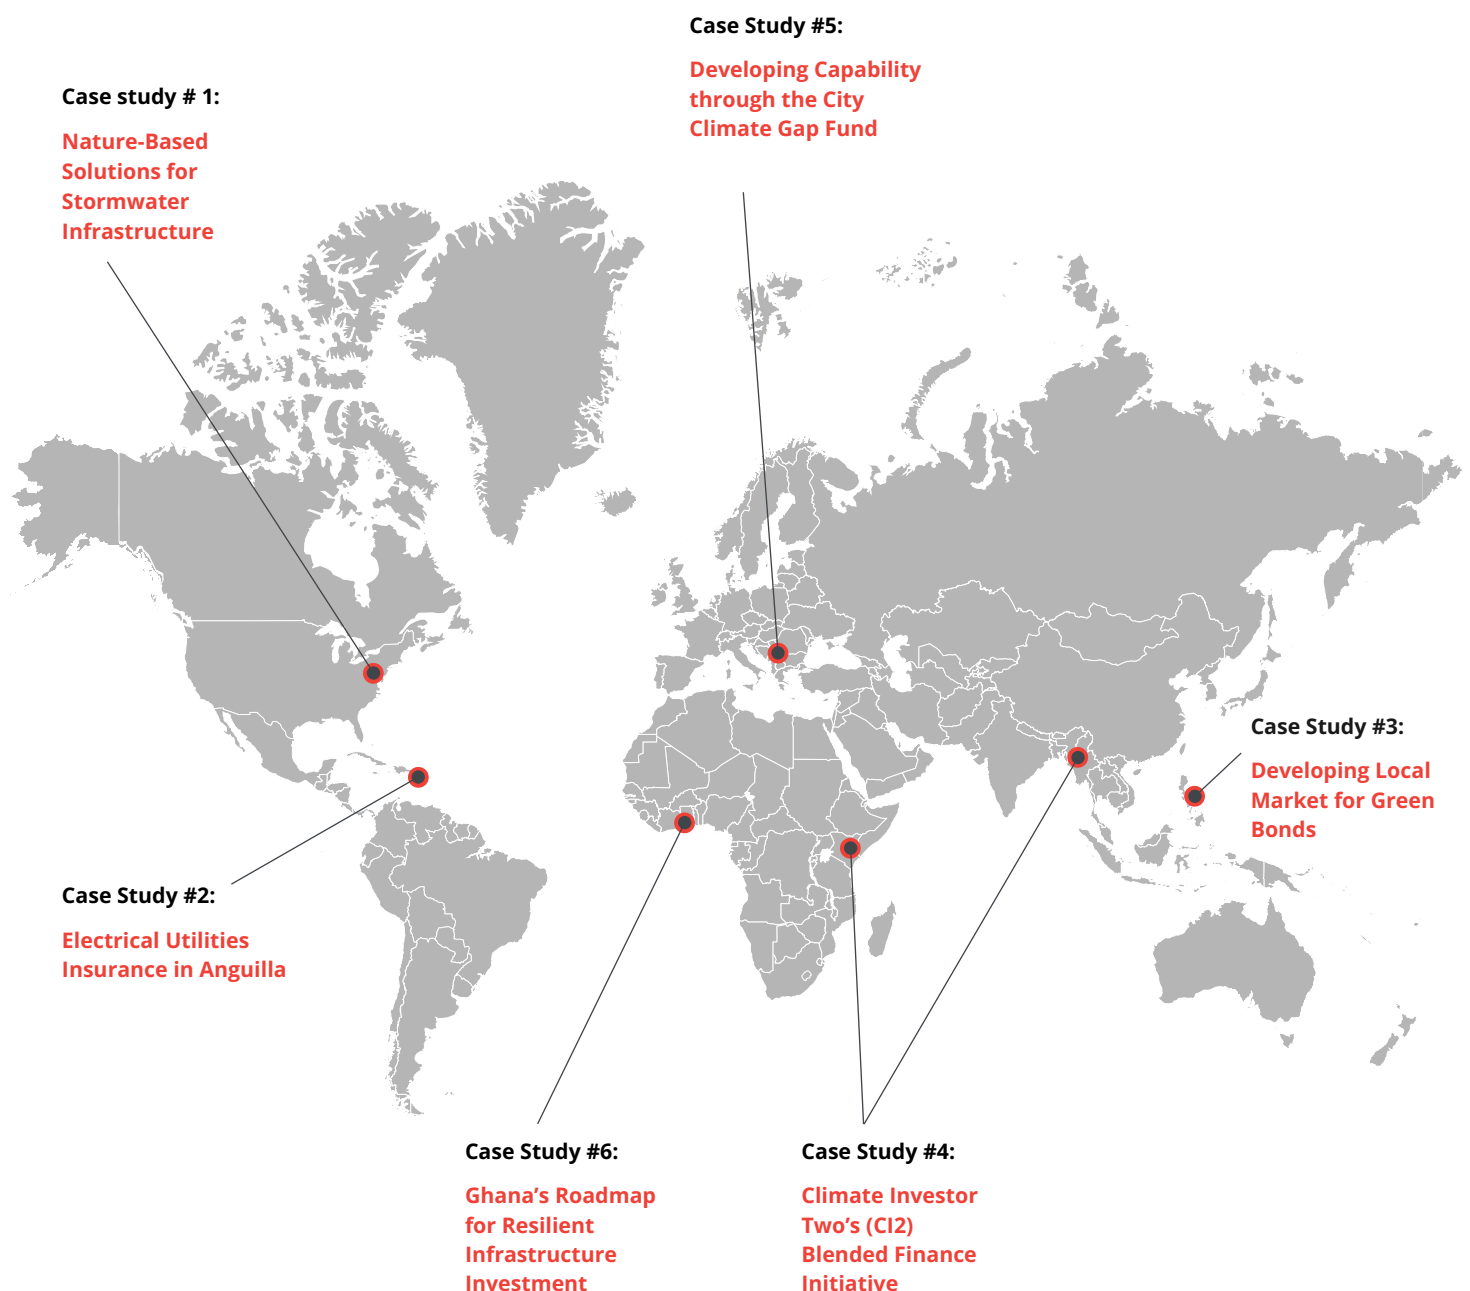 Case Study #5:
Developing Capability
through the City
Climate Gap Fund
Case study # 1:
Nature-Based
Solutions for
Stormwater
Infrastructure
Case Study #3:
Developing Local
Market for Green
Bonds
Case Study #2:
Electrical Utilities
Insurance in Anguilla
Case Study #6:
Ghana’s Roadmap
for Resilient
Infrastructure
Investment
Case Study #4:
Climate Investor
Two’s (CI2)
Blended Finance
Initiative